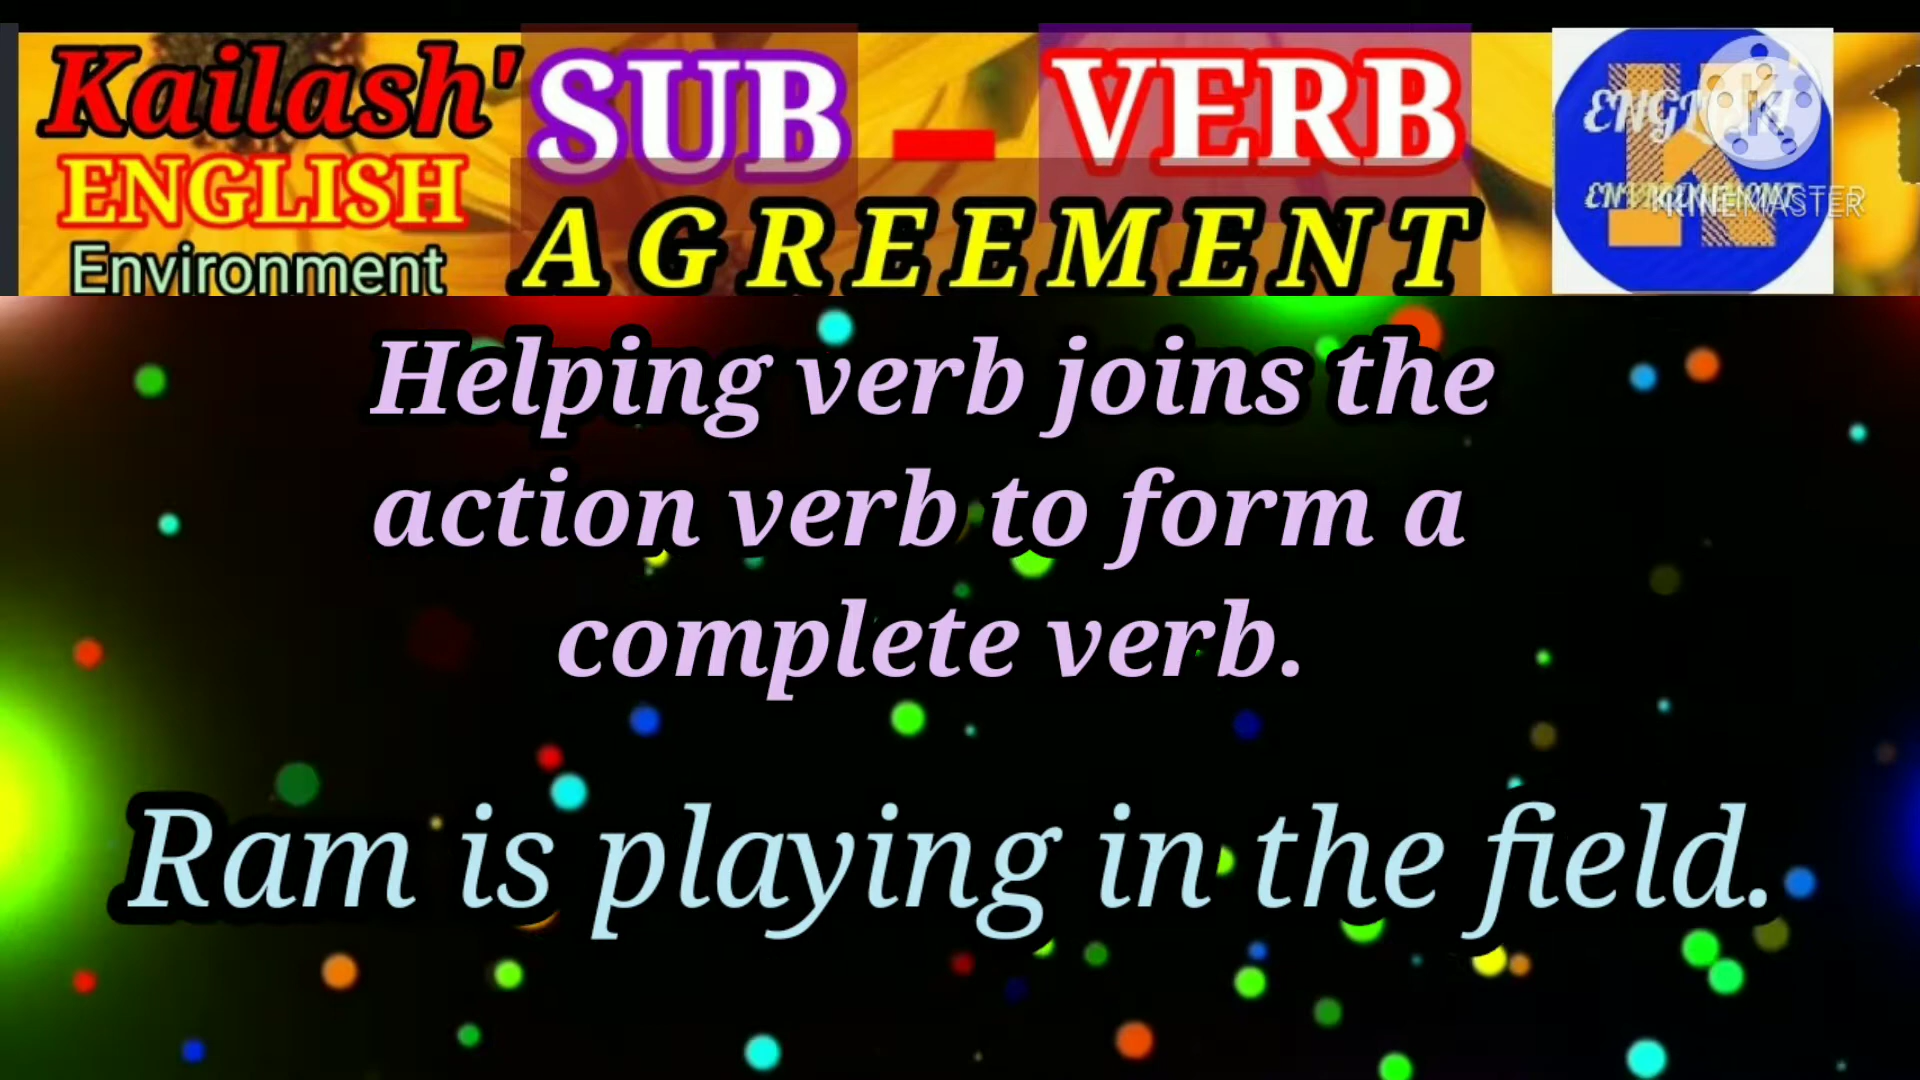 Kailash'
ENGLISH
Environment
SUB - VERB
AGREEMENT
KINEMASTER
Helping verb joins the
action verb to form a
complete verb.
Ram is playing in the field.